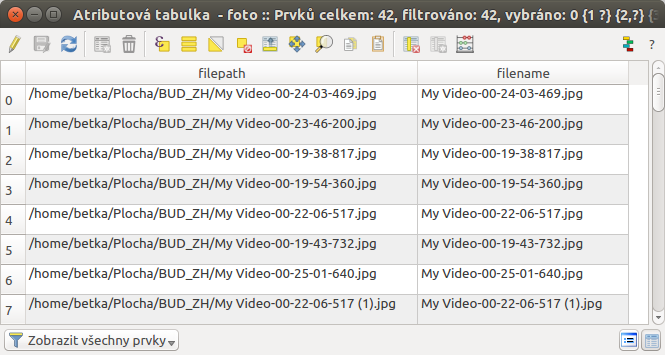 Atributová tabulka - foto :: Prvků celkem: 42, filtrováno: 42, vybráno: 0 {1 ?} {2,?} {
?
filepath filename
0 /home/betka/Plocha/BUD_ZH/My Video-00-24-03-469.jpg My Video-00-24-03-469.jpg
1 /home/betka/Plocha/BUD_ZH/My Video-00-23-46-200.jpg My Video-00-23-46-200.jpg
2 /home/betka/Plocha/BUD_ZH/My Video-00-19-38-817.jpg My Video-00-19-38-817.jpg
3 /home/betka/Plocha/BUD_ZH/My Video-00-19-54-360.jpg My Video-00-19-54-360.jpg
4 /home/betka/Plocha/BUD_ZH/My Video-00-22-06-517.jpg My Video-00-22-06-517.jpg
5 /home/betka/Plocha/BUD_ZH/My Video-00-19-43-732.jpg My Video-00-19-43-732.jpg
6 /home/betka/Plocha/BUD_ZH/My Video-00-25-01-640.jpg My Video-00-25-01-640.jpg
7 /home/betka/Plocha/BUD_ZH/My Video-00-22-06-517 (1).jpg My Video-00-22-06-517 (1).jpg
Zobrazit všechny prvky